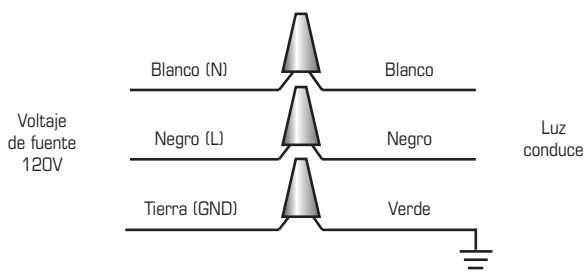 Blanco (N)
Blanco
Voltaje
de fuente
120V
Negro (L)
Negro
Luz
conduce
Tierra (GND)
Verde